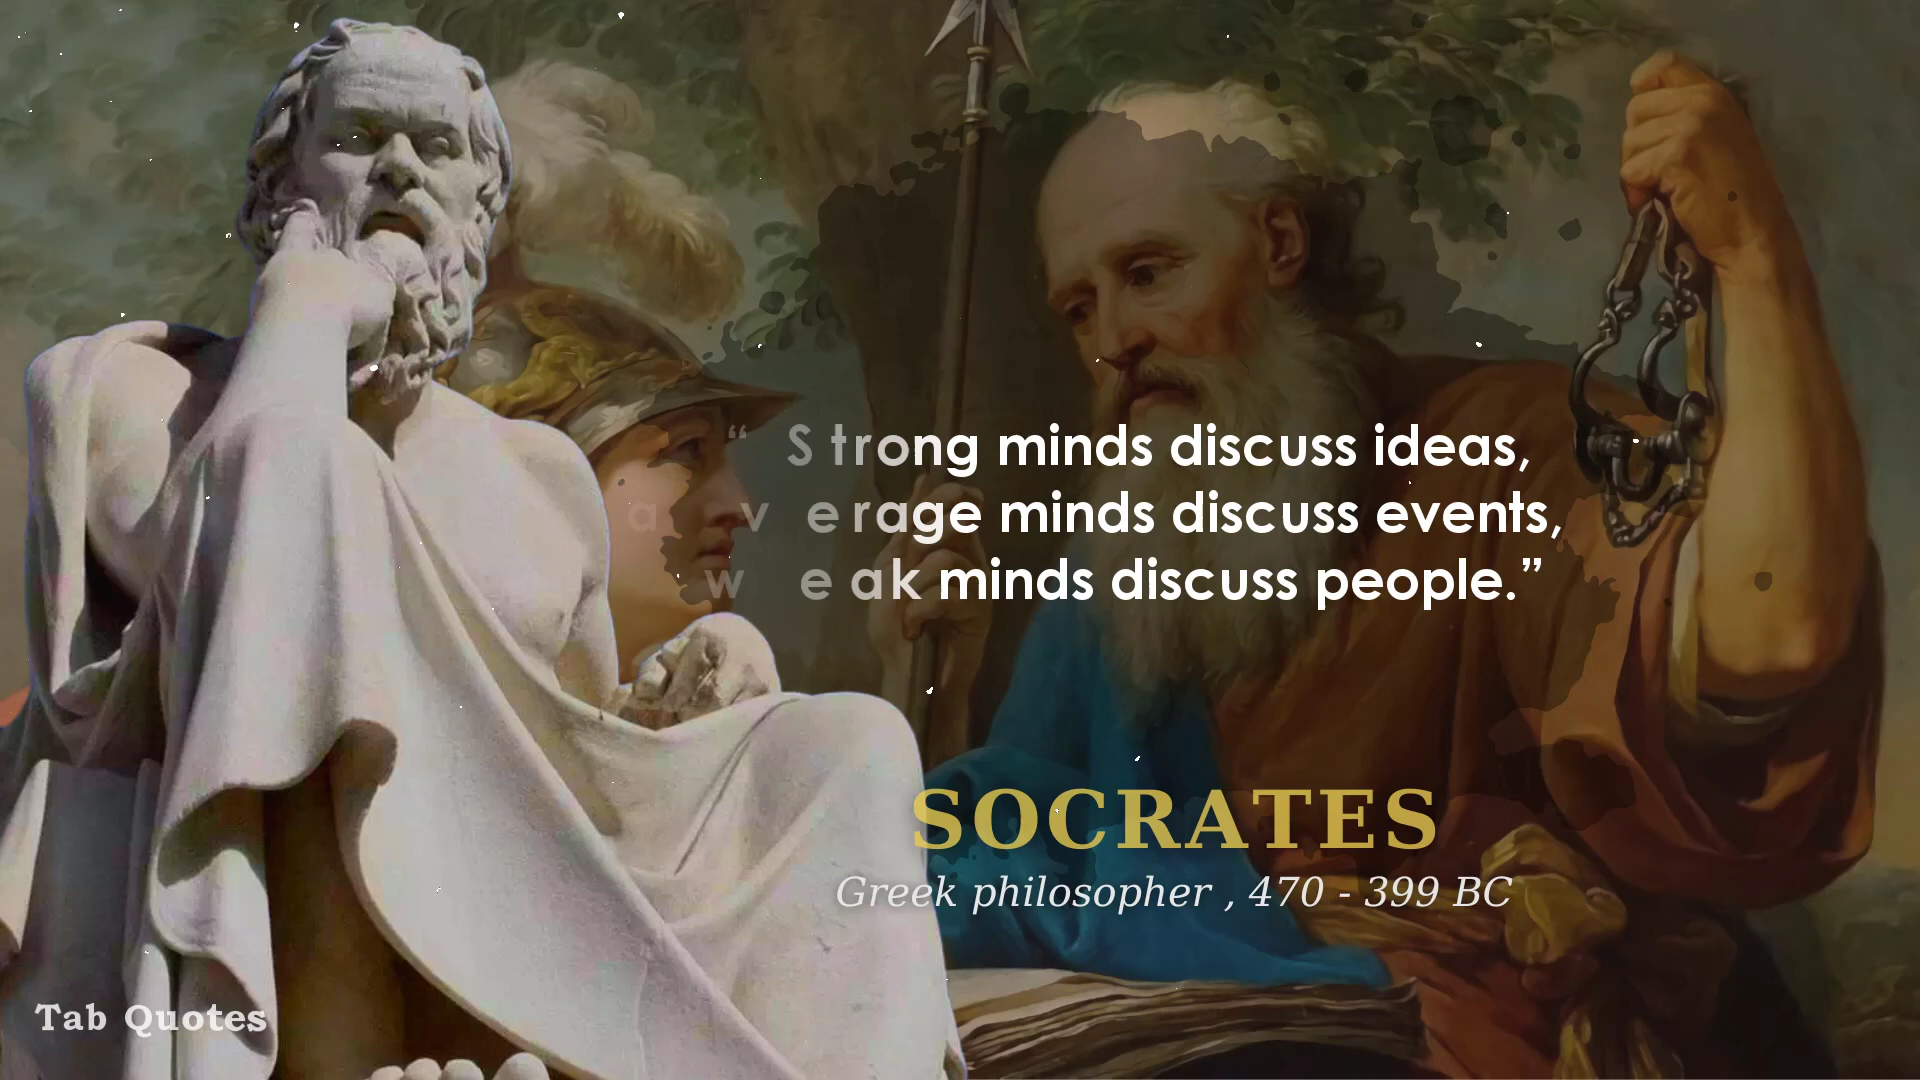 “Strong minds discuss ideas,
average minds discuss events,
weak minds discuss people.”
SOCRATES
Greek philosopher , 470 - 399 BC
Tab Quotes